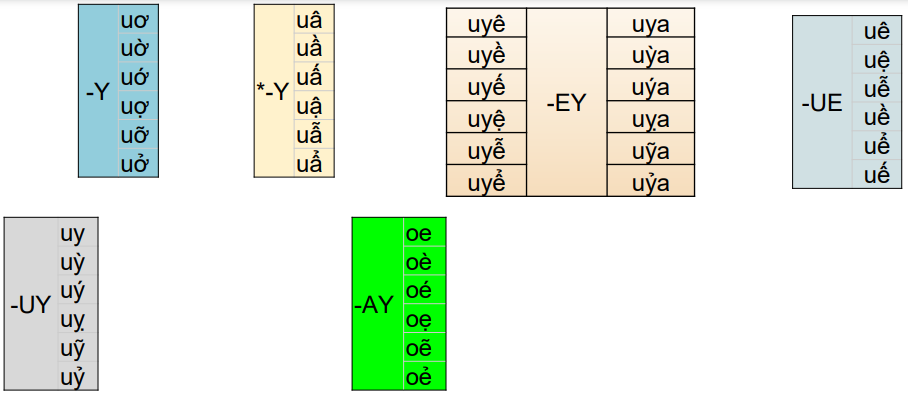 -Y
uơ
uờ
uớ
uợ
uỡ
uở
*-Y
uâ
uầ
uấ
uậ
uẫ
uẩ
uyê -EY uya
uyề uỳa
uyế uýa
uyệ uỵa
uyễ uỹa
uyể uỷa
-UE
uê
uệ
uễ
uề
uể
uế
-UY
uy
uỳ
uý
uỵ
uỹ
uỷ
-AY
oe
oè
oé
oẹ
oẽ
oẻ